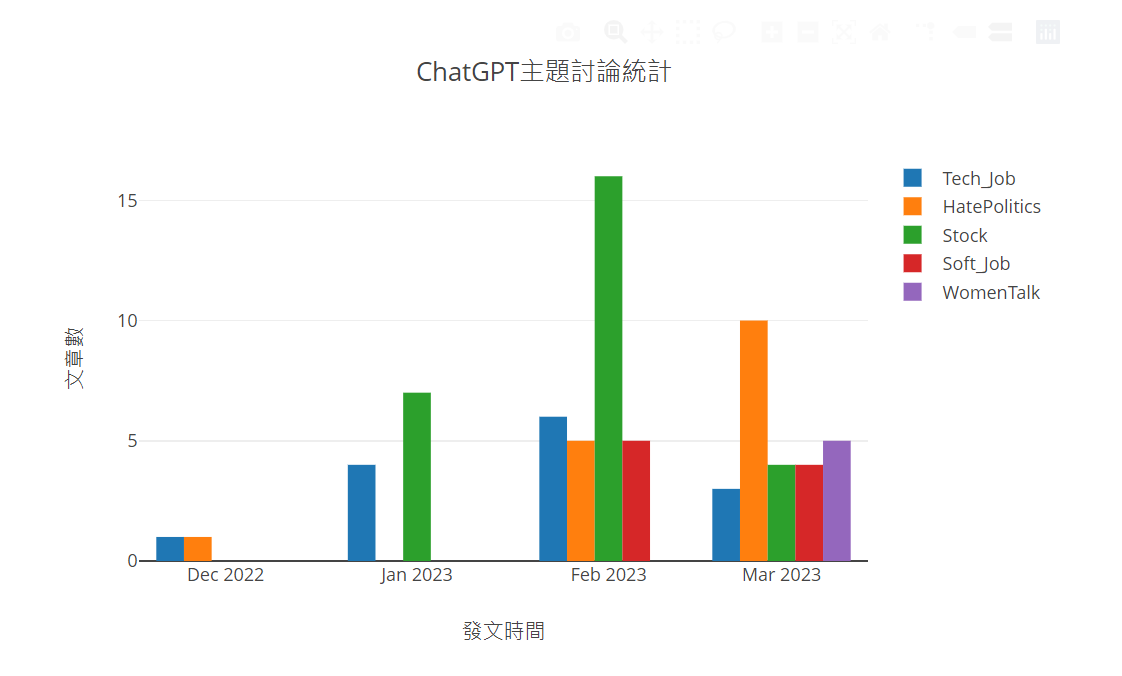 ChatGPT主題討論統計
15
10
5
0
文章數
Dec 2022
Jan 2023
Feb 2023
Mar 2023
發文時間
Tech_Job
HatePolitics
Stock
Soft_Job
WomenTalk